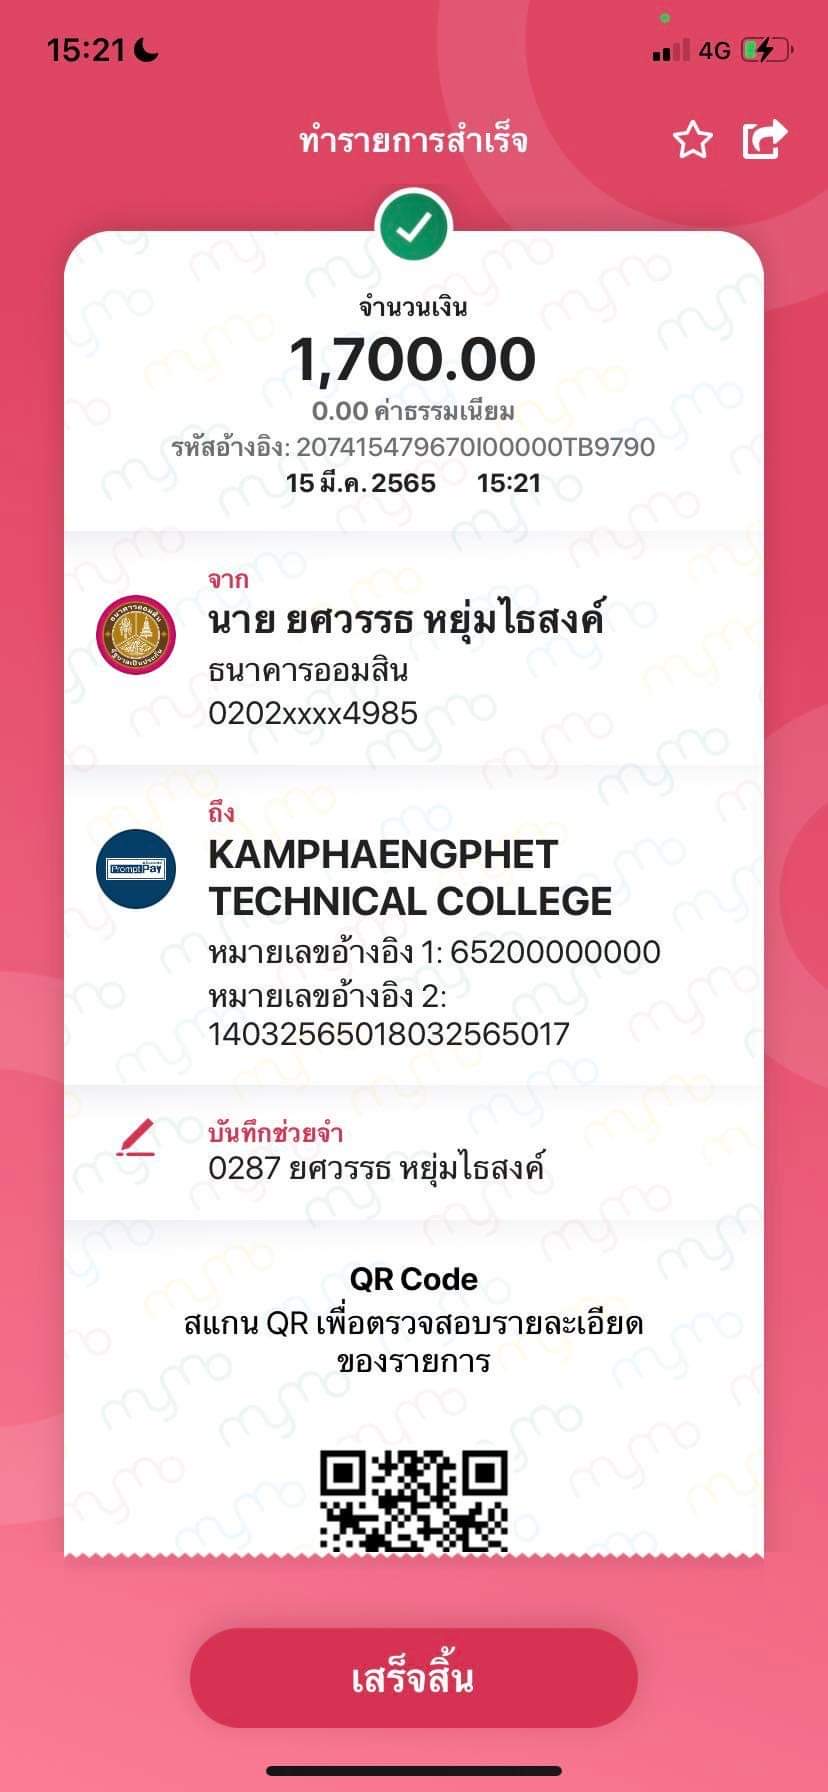 15:21
4G
ทำรายการสำเร็จ
จำนวนเงิน
1,700.00
0.00 ค่าธรรมเนียม
รหัสอ้างอิง: 207415479670I00000TB9790
15 มี.ค. 2565 15:21
จาก
นาย ยศวรรธ หยุ่มไธสงค์
ธนาคารออมสิน
0202xxxx4985
ถึง
PromptPay
KAMPHAENGPHET
TECHNICAL COLLEGE
หมายเลขอ้างอิง 1: 65200000000
หมายเลขอ้างอิง 2:
14032565018032565017
บันทึกช่วยจำ
0287 ยศวรรธ หยุ่มไธสงค์
QR Code
สแกน QR เพื่อตรวจสอบรายละเอียด
ของรายการ
เสร็จสิ้น